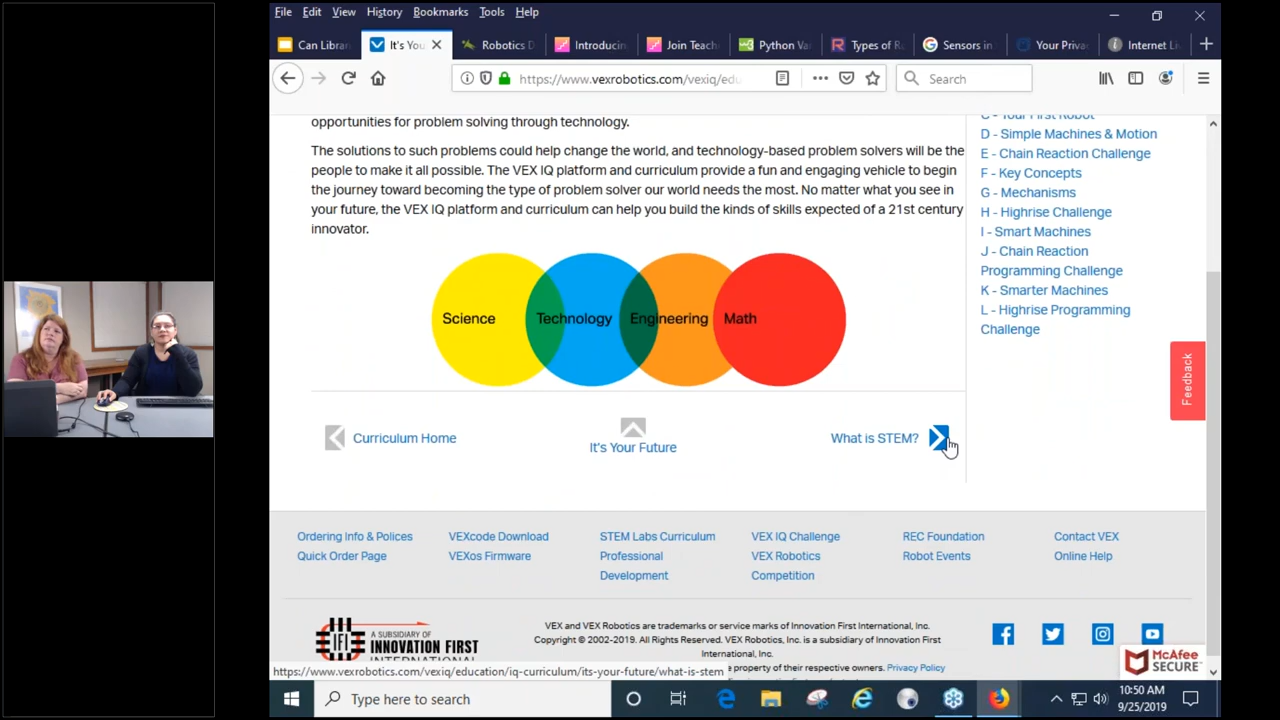 File Edit View History Bookmarks Tools Help
Can Libra It's You Robotics D Introducin Join Teach Python Va Types of R Sensors in Your Priva Internet Li
https://www.vexrobotics.com/vexiq/edu Search
opportunities for problem solving through technology.
The solutions to such problems could help change the world, and technology-based problem solvers will be the
people to make it all possible. The VEX IQ platform and curriculum provide a fun and engaging vehicle to begin
the journey toward becoming the type of problem solver our world needs the most. No matter what you see in
your future, the VEX IQ platform and curriculum can help you build the kinds of skills expected of a 21st century
innovator.
Science Technology Engineering Math
Curriculum Home
It's Your Future
What is STEM?
C - Your First Robot
D - Simple Machines & Motion
E - Chain Reaction Challenge
F - Key Concepts
G - Mechanisms
H - Highrise Challenge
I - Smart Machines
J - Chain Reaction
Programming Challenge
K - Smarter Machines
L - Highrise Programming
Challenge
Feedback
Ordering Info & Polices
Quick Order Page
VEXcode Download
VEXos Firmware
STEM Labs Curriculum
Professional
Development
VEX IQ Challenge
VEX Robotics
Competition
REC Foundation
Robot Events
Contact VEX
Online Help
IFI
A SUBSIDIARY OF
INNOVATION FIRST
INTERNATIONAL
VEX and VEX Robotics are trademarks or service marks of Innovation First International, Inc.
Copyright © 2002-2019. All Rights Reserved. VEX Robotics, Inc. is a subsidiary of Innovation First
International, Inc.
e property of their respective owners. Privacy Policy
McAfee
SECURE
https://www.vexrobotics.com/vexiq/education/iq-curriculum/its-your-future/what-is-stem
Type here to search
10:50 AM
9/25/2019